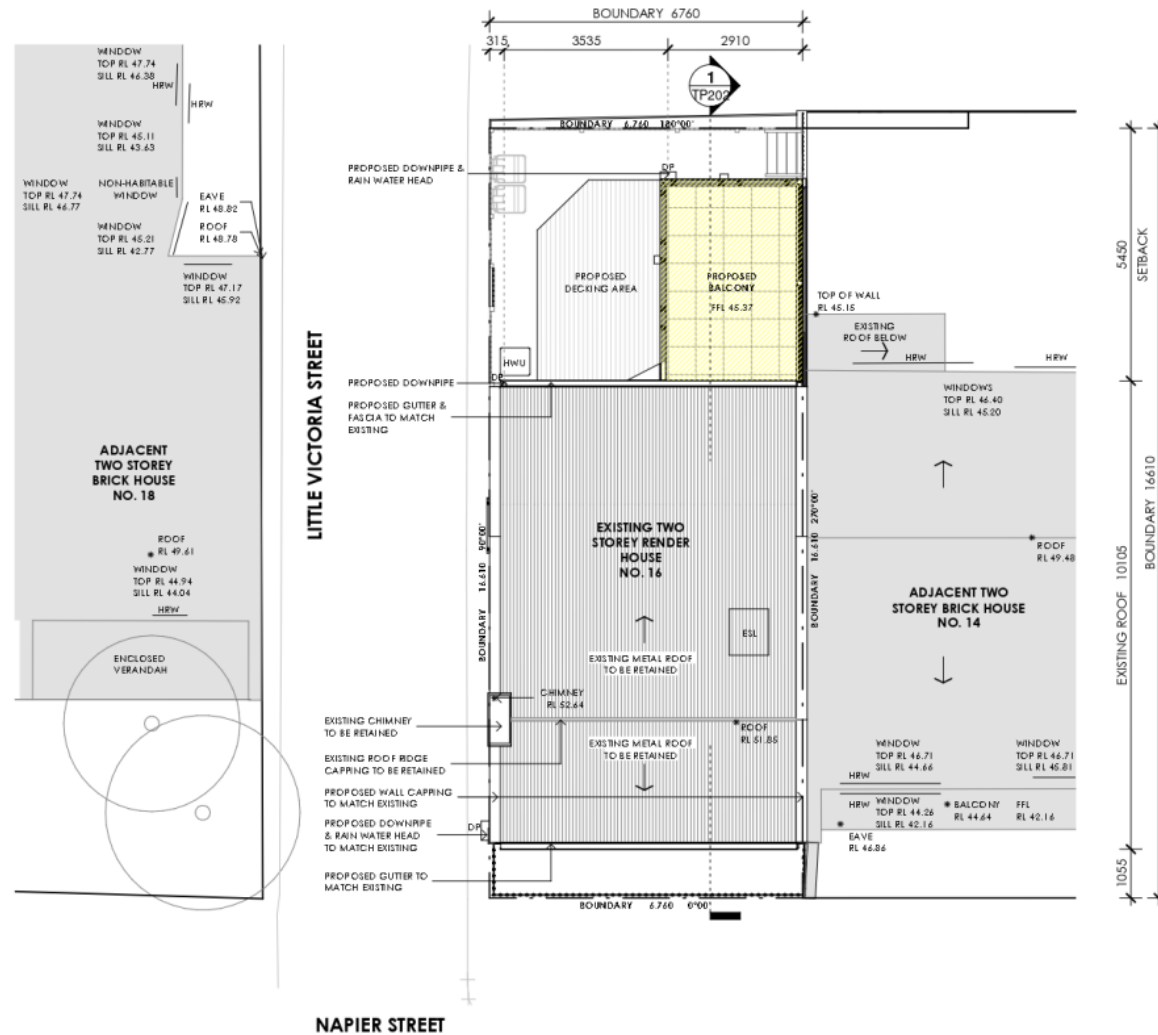 BOUNDARY 6760
315
3535
2910
1
TP202
WINDOW
TOP RL 47.74
SILL RL 46.38
HRW
HRW
WINDOW
TOP RL 45.11
SILL RL 43.63
WINDOW
TOP RL 47.74
SILL RL 46.77
NON-HABITABLE
WINDOW
EAVE
RL 48.82
ROOF
RL 48.78
WINDOW
TOP RL 45.21
SILL RL 42.77
WINDOW
TOP RL 47.17
SILL RL 45.92
BOUNDARY 6.760 180°00'
PROPOSED DOWNPIPE &
RAIN WATER HEAD
DP
PROPOSED
DECKING AREA
PROPOSED
BALCONY
FFL 45.37
HWU
DP
TOP OF WALL
RL 45.15
EXISTING
ROOF BELOW
HRW
HRW
WINDOWS
TOP RL 46.40
SILL RL 45.20
5450
SETBACK
LITTLE VICTORIA STREET
PROPOSED DOWNPIPE
PROPOSED GUTTER &
FASCIA TO MATCH
EXISTING
ADJACENT
TWO STOREY
BRICK HOUSE
NO. 18
ROOF
RL 49.61
WINDOW
TOP RL 44.94
SILL RL 44.04
HRW
ENCLOSED
VERANDAH
BOUNDARY 16.610 90°00'
EXISTING TWO
STOREY RENDER
HOUSE
NO. 16
BOUNDARY 16.610 270°00'
ESL
EXISTING METAL ROOF
TO BE RETAINED
CHIMNEY
RL 52.64
ROOF
RL 51.85
EXISTING METAL ROOF
TO BE RETAINED
ROOF
RL 49.48
ADJACENT TWO
STOREY BRICK HOUSE
NO. 14
EXISTING ROOF 10105
BOUNDARY 16610
EXISTING CHIMNEY
TO BE RETAINED
EXISTING ROOF RIDGE
CAPPING TO BE RETAINED
PROPOSED WALL CAPPING
TO MATCH EXISTING
PROPOSED DOWNPIPE
& RAIN WATER HEAD
TO MATCH EXISTING
DP
PROPOSED GUTTER TO
MATCH EXISTING
WINDOW
TOP RL 46.71
SILL RL 44.66
HRW
WINDOW
TOP RL 46.71
SILL RL 45.81
HRW
HRW
WINDOW
TOP RL 44.26
SILL RL 42.16
BALCONY
RL 44.64
FFL
RL 42.16
EAVE
RL 46.86
1055
BOUNDARY 6.760 0°00'
NAPIER STREET